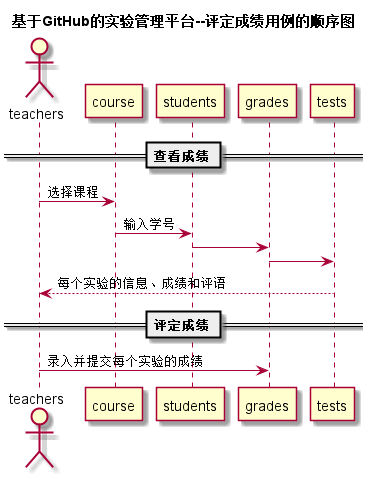 基于GitHub的实验管理平台--评定成绩用例的顺序图
teachers
course
students
grades
tests
查看成绩
选择课程
输入学号
每个实验的信息、成绩和评语
评定成绩
录入并提交每个实验的成绩
teachers
course
students
grades
tests